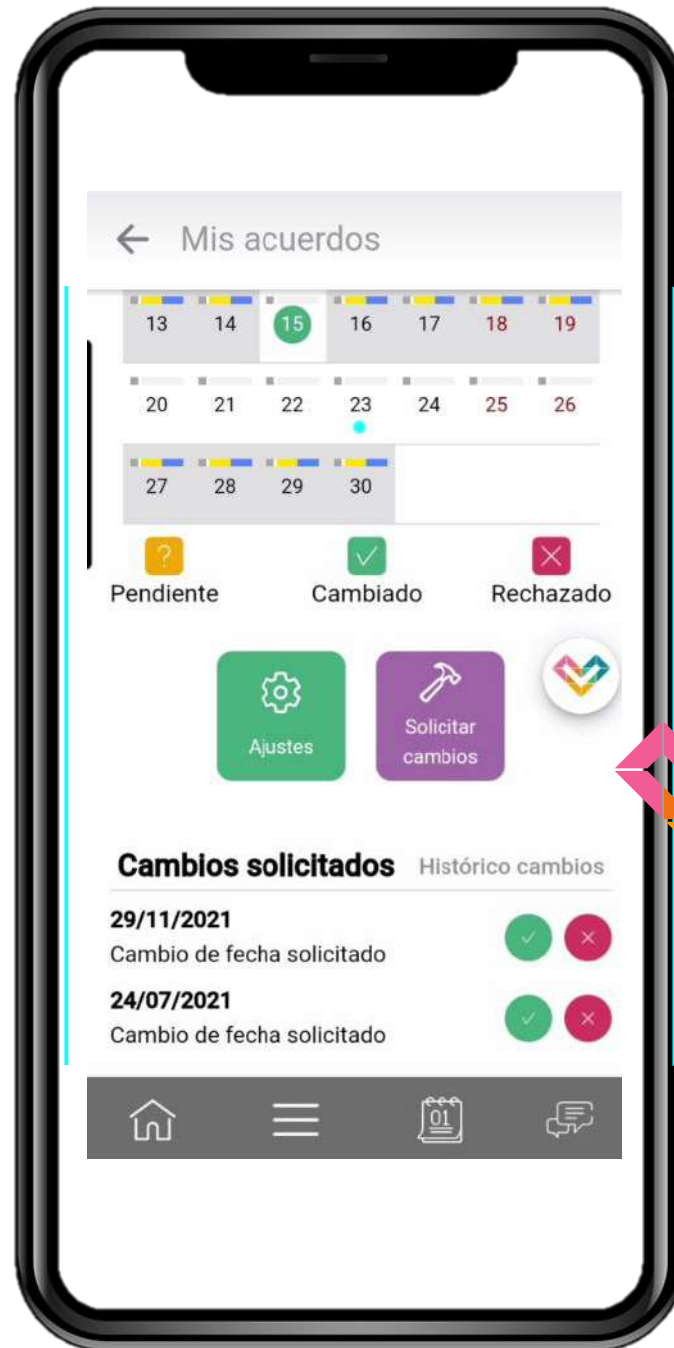 Mis acuerdos
13 14 15 16 17 18 19
20 21 22 23 24 25 26
27 28 29 30
?
Pendiente Cambiado Rechazado
Ajustes
Solicitar
cambios
Cambios solicitados Histórico cambios
29/11/2021
Cambio de fecha solicitado
24/07/2021
Cambio de fecha solicitado
01